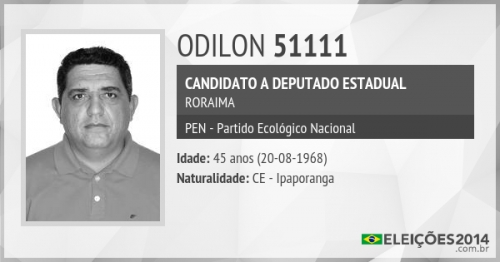 ODILON 51111
CANDIDATO A DEPUTADO ESTADUAL
RORAIMA
PEN - Partido Ecológico Nacional
Idade: 45 anos (20-08-1968)
Naturalidade: CE - Ipaporanga
ELEIÇÕES2014
.com.br